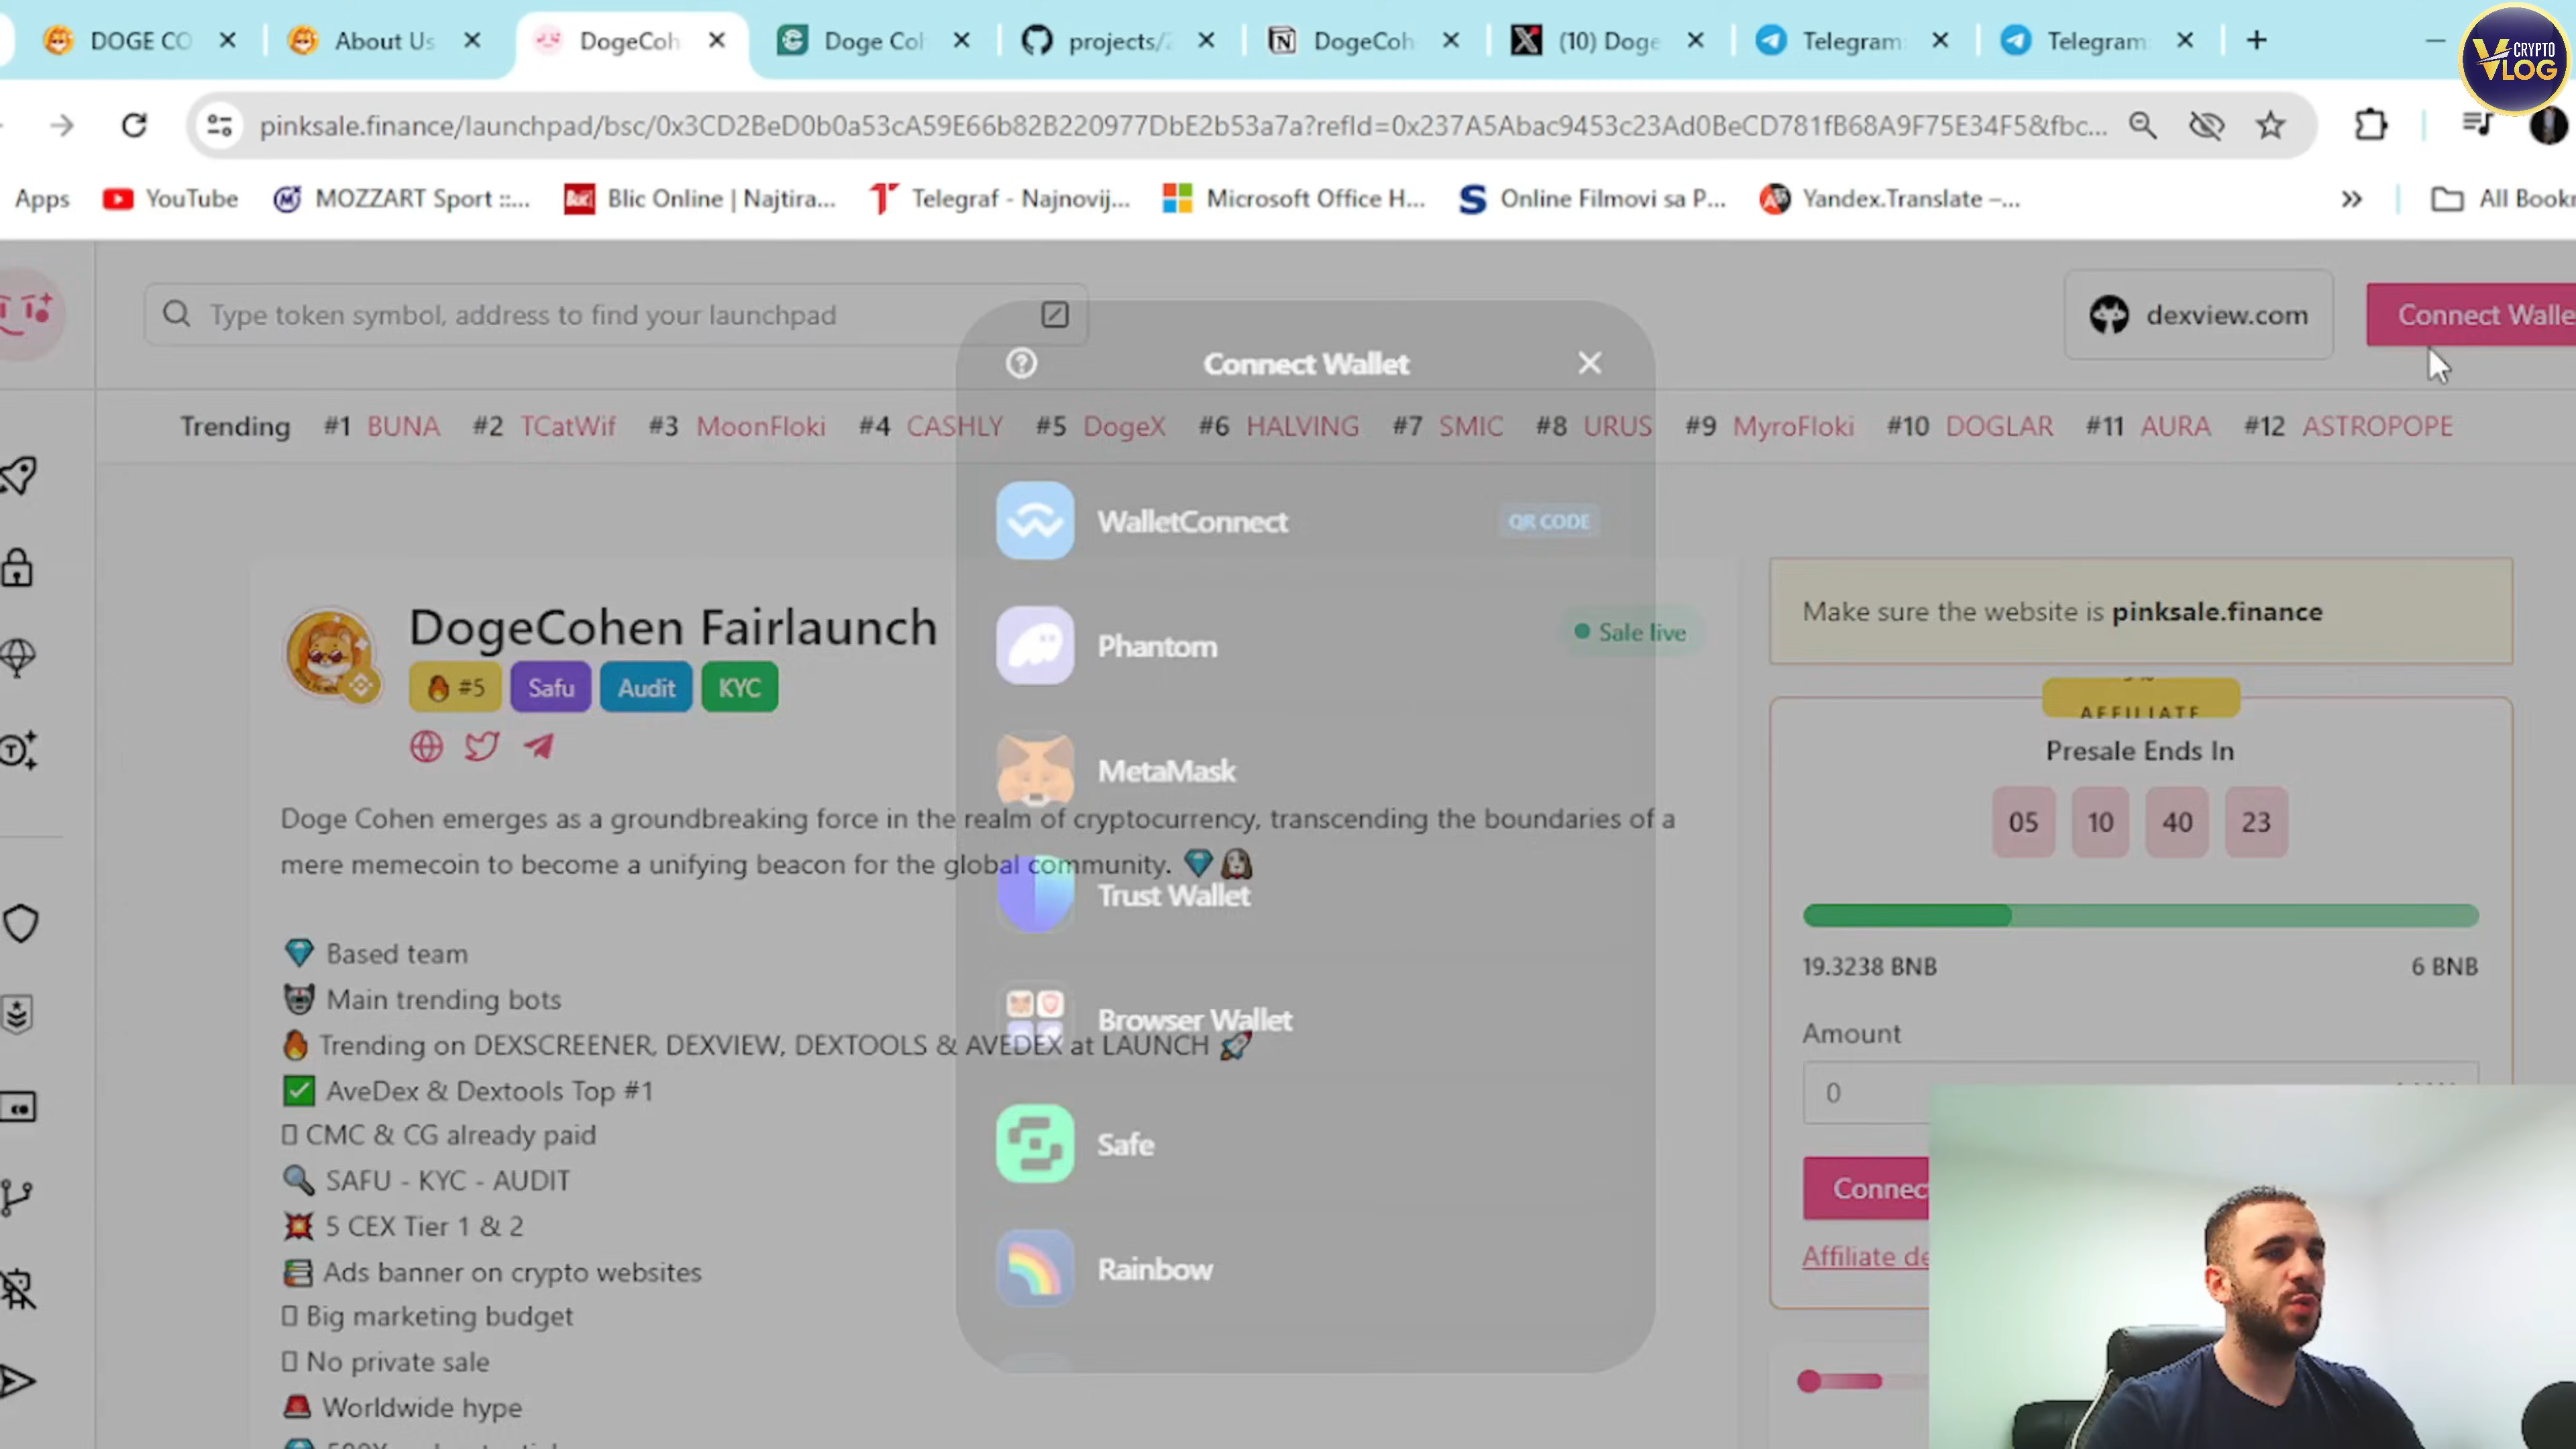 DOGE CO
About Us
DogeCoh
Doge Col
projects/2
DogeCoh
(10) Doge
Telegram:
Telegram:
CRYPTO
VLOG
pinksale.finance/launchpad/bsc/0x3CD2BeD0b0a53cA59E66b82B220977DbE2b53a7a?refId=0x237A5Abac9453c23Ad0BeCD781fB68A9F75E34F5&fbc...
Apps
YouTube
MOZZART Sport ::...
Blic Online | Najtira...
Telegraf - Najnovij...
Microsoft Office H...
Online Filmovi sa P...
Yandex.Translate –...
All Bookr
Type token symbol, address to find your launchpad
dexview.com
Connect Walle
Connect Wallet
Trending #1 BUNA #2 TCatWif #3 MoonFloki #4 CASHLY #5 DogeX #6 HALVING #7 SMIC #8 URUS #9 MyroFloki #10 DOGLAR #11 AURA #12 ASTROPOPE
WalletConnect
QR CODE
Phantom
MetaMask
Trust Wallet
Browser Wallet
Safe
Rainbow
DogeCohen Fairlaunch
Sale live
#5 Safu Audit KYC
Doge Cohen emerges as a groundbreaking force in the realm of cryptocurrency, transcending the boundaries of a
mere memecoin to become a unifying beacon for the global community. 💎🐶
💎 Based team
Main trending bots
🔥 Trending on DEXSCREENER, DEXVIEW, DEXTOOLS & AVEDEX at LAUNCH 🚀
✅ AveDex & Dextools Top #1
CMC & CG already paid
🔍 SAFU - KYC - AUDIT
💥 5 CEX Tier 1 & 2
📚 Ads banner on crypto websites
Big marketing budget
No private sale
🚨 Worldwide hype
Make sure the website is pinksale.finance
AFFILIATE
Presale Ends In
05 10 40 23
19.3238 BNB
6 BNB
Amount
0
Connec
Affiliate de